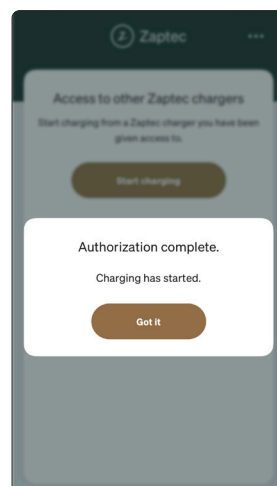 Zaptec
Access to other Zaptec chargers
Start charging from a Zaptec charger you have been
given access to.
Start charging
Authorization complete.
Charging has started.
Got it